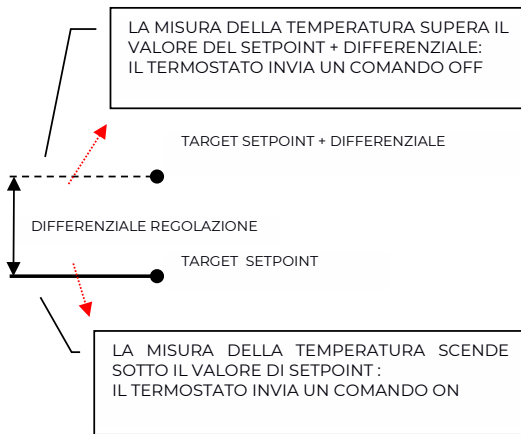 LA MISURA DELLA TEMPERATURA SUPERA IL
VALORE DEL SETPOINT + DIFFERENZIALE:
IL TERMOSTATO INVIA UN COMANDO OFF
TARGET SETPOINT + DIFFERENZIALE
DIFFERENZIALE REGOLAZIONE
TARGET SETPOINT
LA MISURA DELLA TEMPERATURA SCENDE
SOTTO IL VALORE DI SETPOINT :
IL TERMOSTATO INVIA UN COMANDO ON